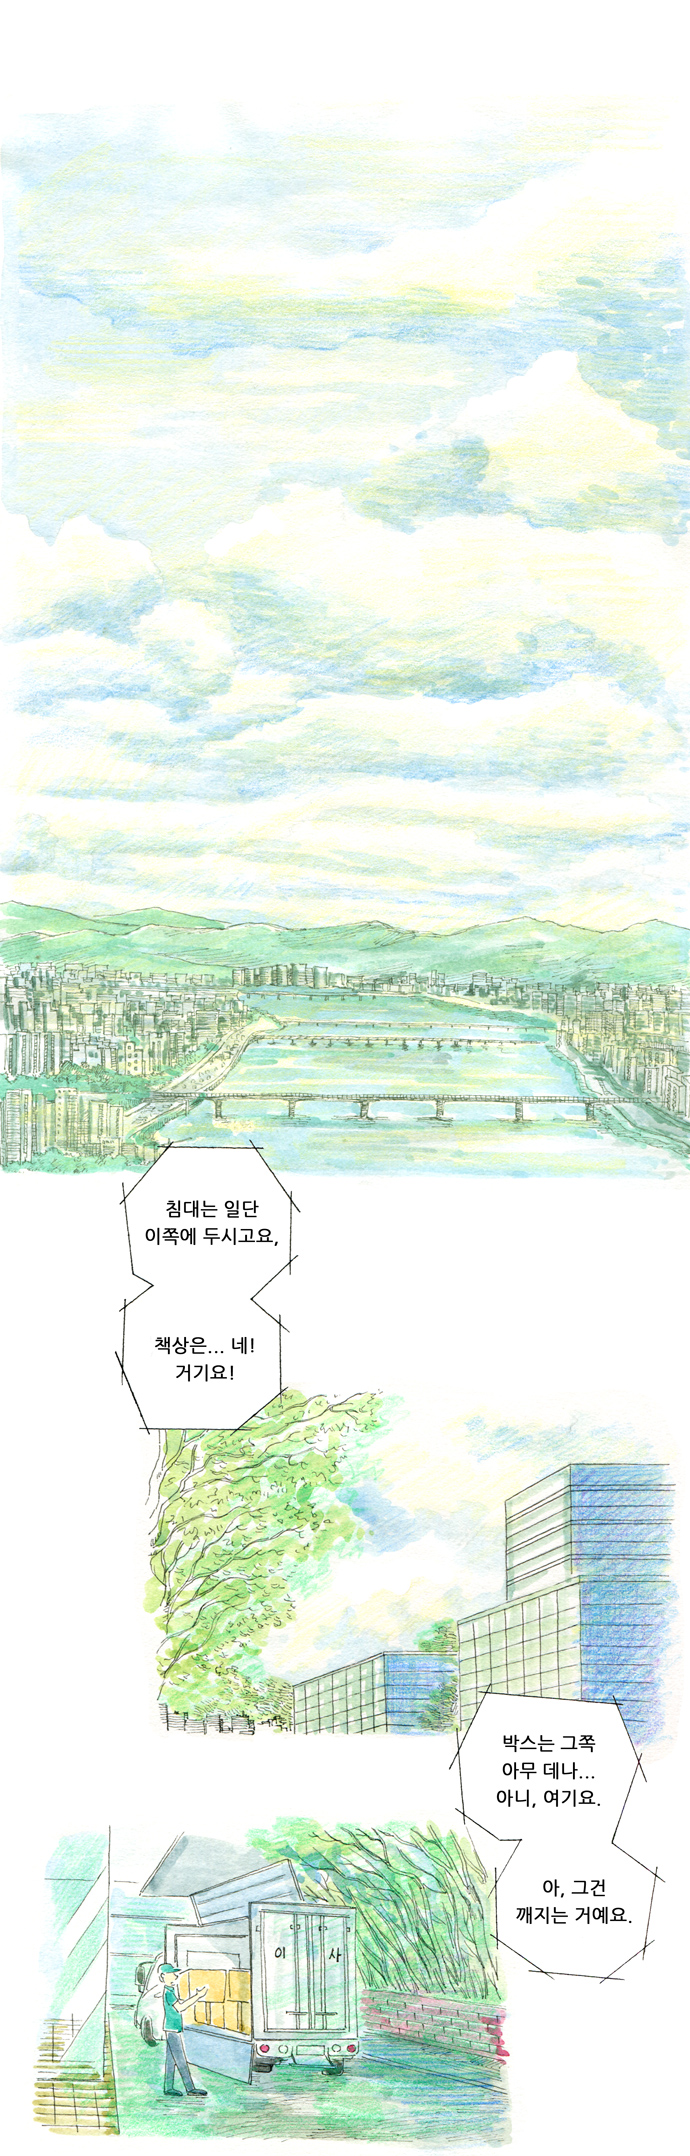 침대는 일단
이쪽에 두시고요,
책상은... 네!
거기요!
박스는 그쪽
아무 데나...
아니, 여기요.
아, 그건
깨지는 거예요.
이 사